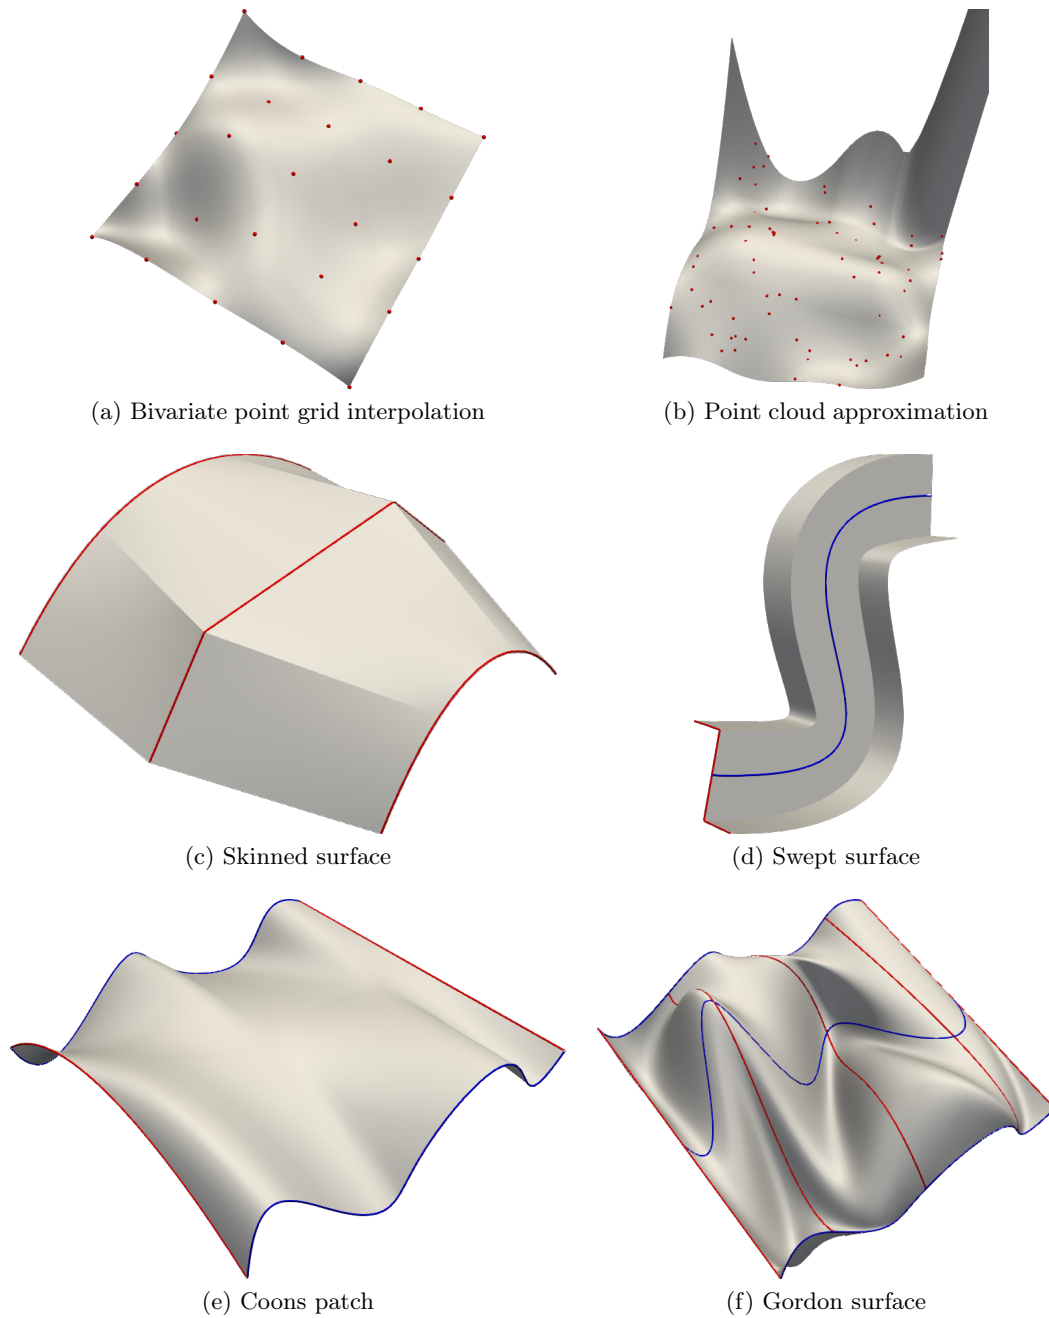 (a) Bivariate point grid interpolation
(b) Point cloud approximation
(c) Skinned surface
(d) Swept surface
(e) Coons patch
(f) Gordon surface